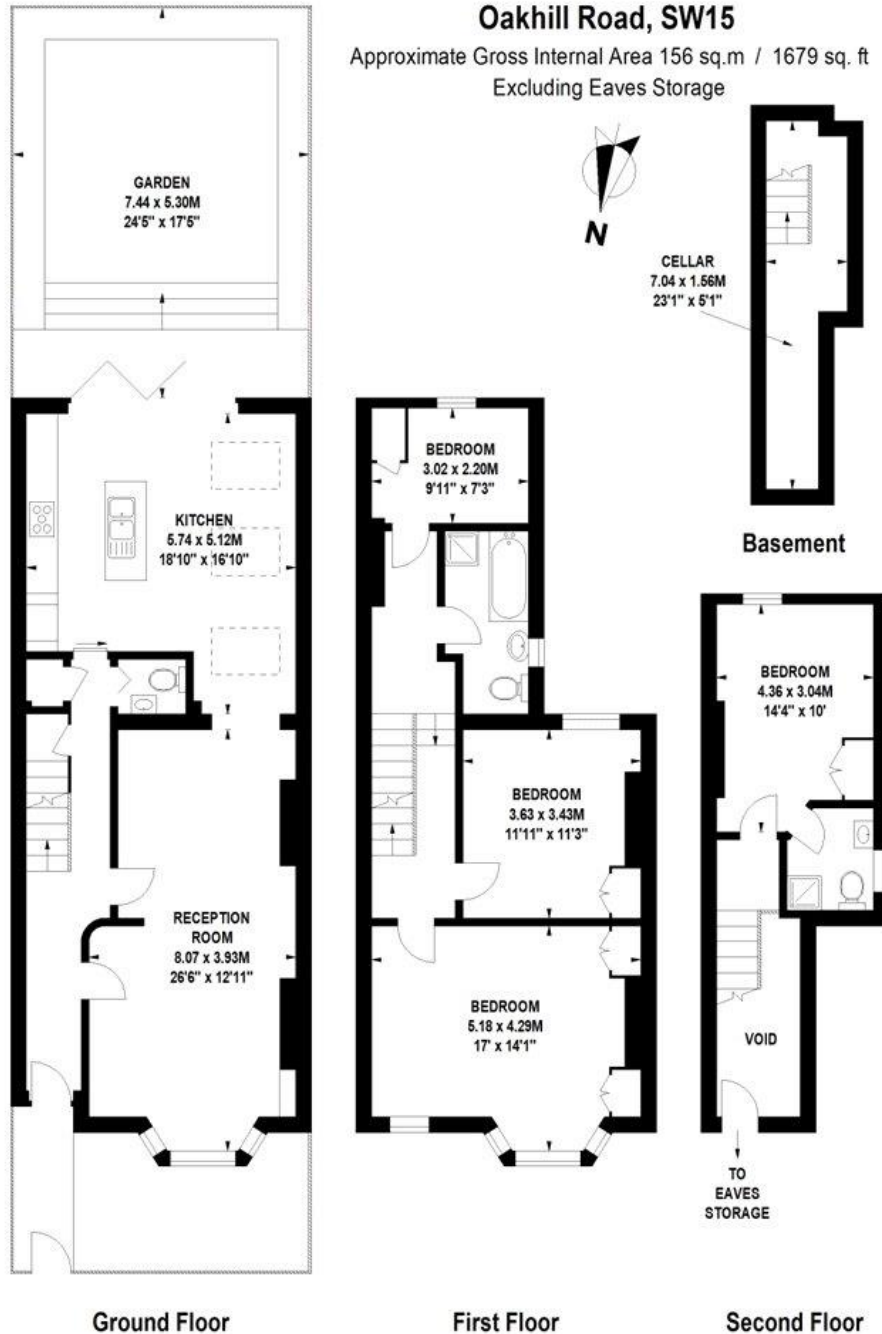 Oakhill Road, SW15
Approximate Gross Internal Area 156 sq.m / 1679 sq. ft
Excluding Eaves Storage
N
GARDEN
7.44 x 5.30M
24'5" x 17'5"
CELLAR
7.04 x 1.56M
23'1" x 5'1"
Basement
KITCHEN
5.74 x 5.12M
18'10" x 16'10"
RECEPTION
ROOM
8.07 x 3.93M
26'6" x 12'11"
Ground Floor
BEDROOM
3.02 x 2.20M
9'11" x 7'3"
BEDROOM
3.63 x 3.43M
11'11" x 11'3"
BEDROOM
5.18 x 4.29M
17' x 14'1"
First Floor
BEDROOM
4.36 x 3.04M
14'4" x 10'
VOID
TO
EAVES
STORAGE
Second Floor